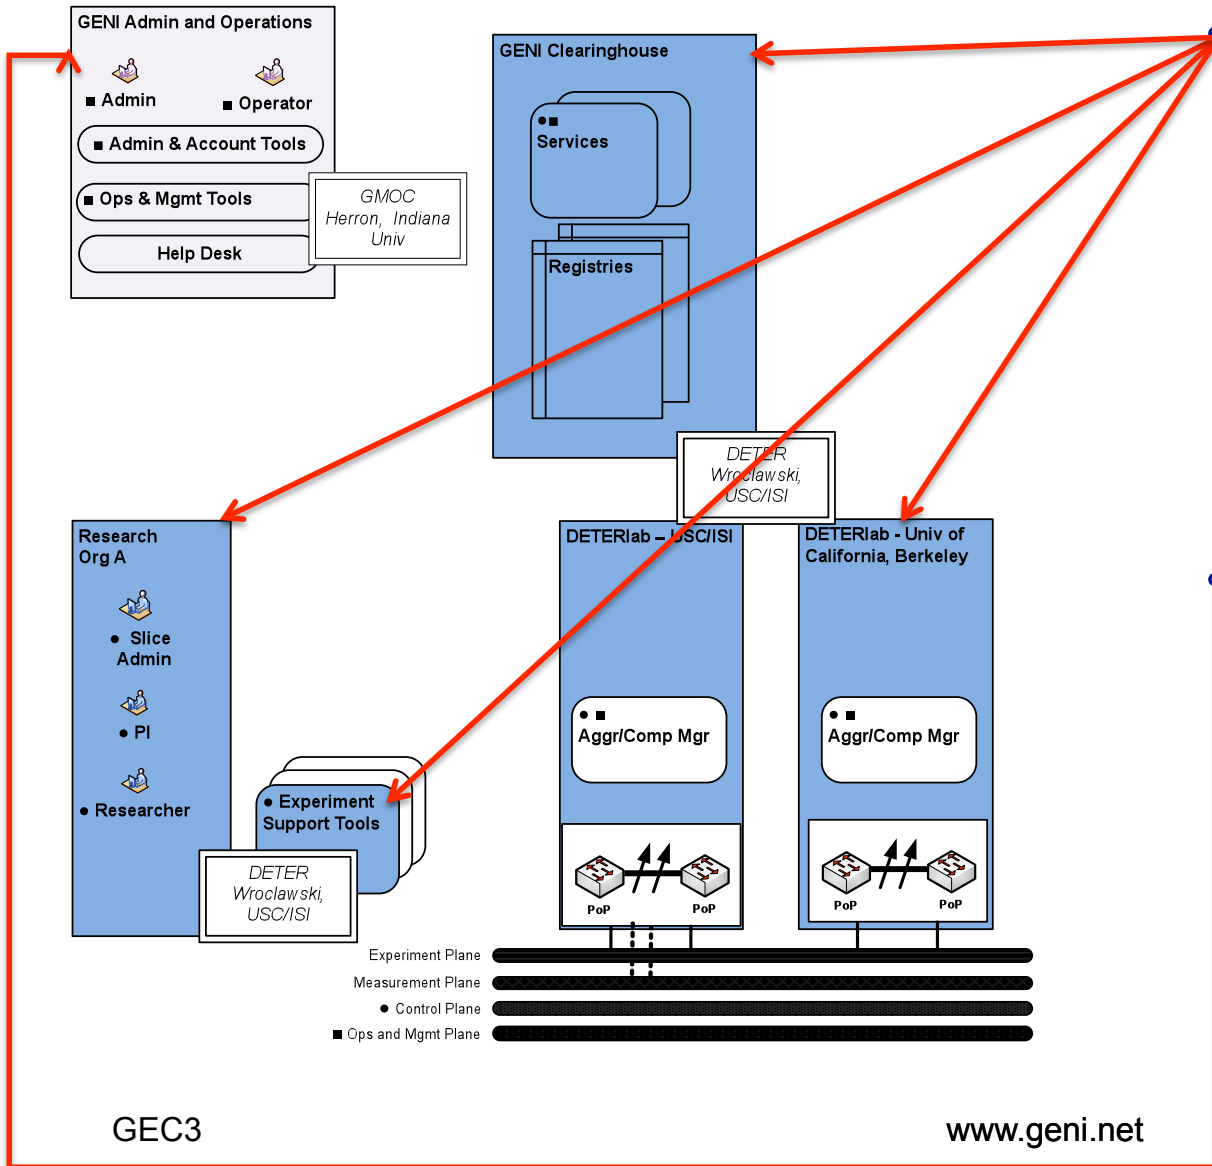 GENI Admin and Operations
■ Admin
■ Operator
■ Admin & Account Tools
■ Ops & Mgmt Tools
Help Desk
GMOC
Herron, Indiana
Univ
GENI Clearinghouse
●■
Services
Registries
DETER
Wroclawski,
USC/ISI
Research
Org A
● Slice
Admin
● PI
● Researcher
● Experiment
Support Tools
DETER
Wroclawski,
USC/ISI
DETERlab – USC/ISI
● ■
Aggr/Comp Mgr
PoP
PoP
DETERlab - Univ of
California, Berkeley
● ■
Aggr/Comp Mgr
PoP
PoP
Experiment Plane
Measurement Plane
● Control Plane
■ Ops and Mgmt Plane
GEC3
www.geni.net